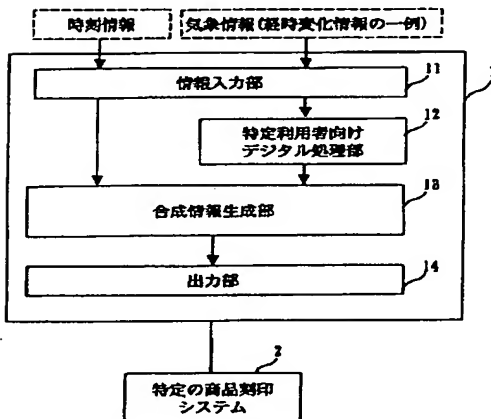 時刻情報
気象情報(経時変化情報の一例)
情報入力部
11
特定利用者向け
デジタル処理部
12
合成情報生成部
13
出力部
14
2
特定の商品刻印
システム